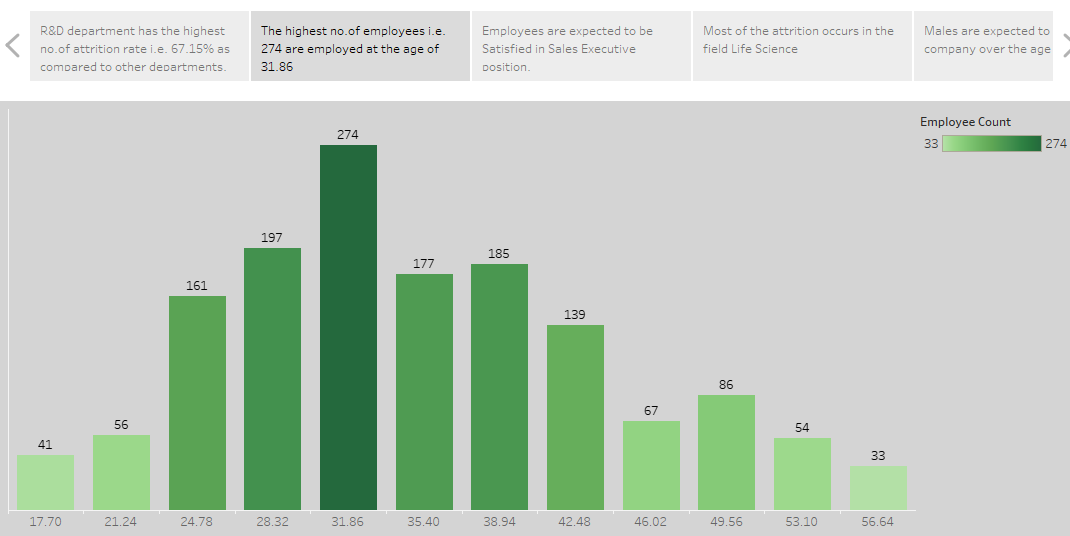 R&D department has the highest
no.of attrition rate i.e. 67.15% as
compared to other departments.
The highest no.of employees i.e.
274 are employed at the age of
31.86
Employees are expected to be
Satisfied in Sales Executive
position.
Most of the attrition occurs in the
field Life Science
Males are expected to
company over the age
Employee Count
33 274
274
197
185
177
161
139
86
67
56
54
41
33
17.70 21.24 24.78 28.32 31.86 35.40 38.94 42.48 46.02 49.56 53.10 56.64